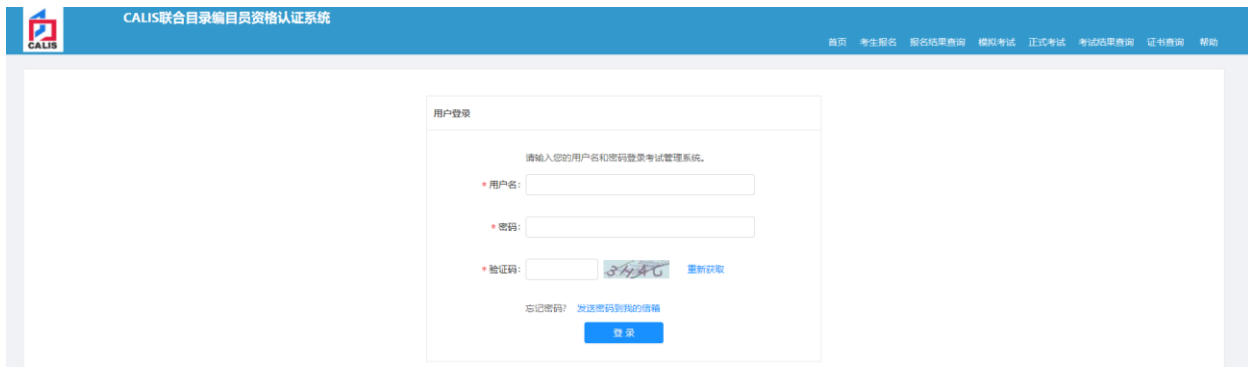 CALIS联合目录编目员资格认证系统
CALIS
首页 考生报名 报名结果查询 模拟考试 正式考试 考试结果查询 证书查询 帮助
用户登录
请输入您的用户名和密码登录考试管理系统。
* 用户名:
* 密码:
* 验证码: 重新获取
忘记密码? 发送密码到我的信箱
登 录